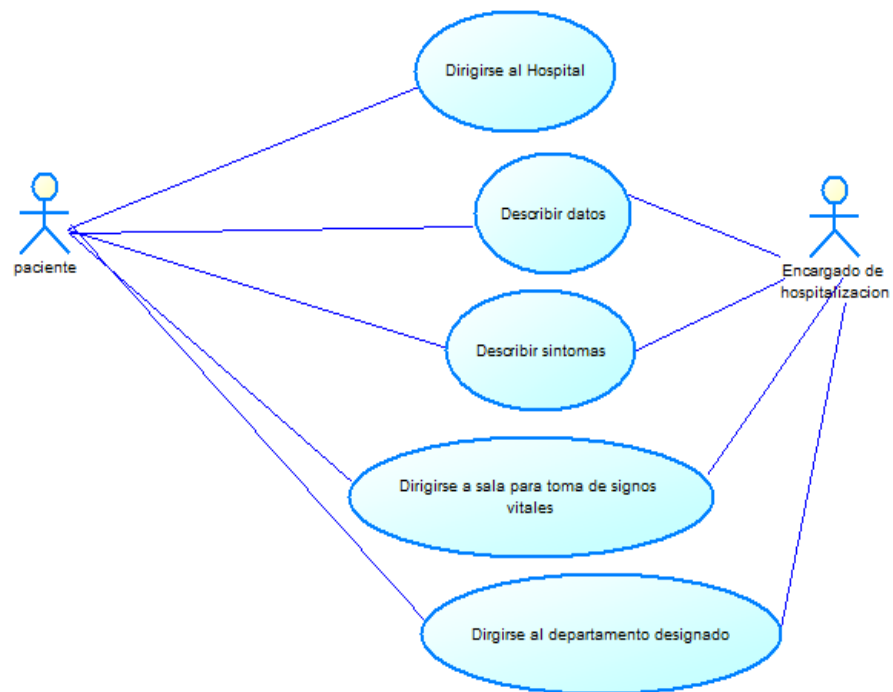 Dirigirse al Hospital
Describir datos
paciente
Encargado de
hospitalizacion
Describir sintomas
Dirigirse a sala para toma de signos
vitales
Dirgirse al departamento designado